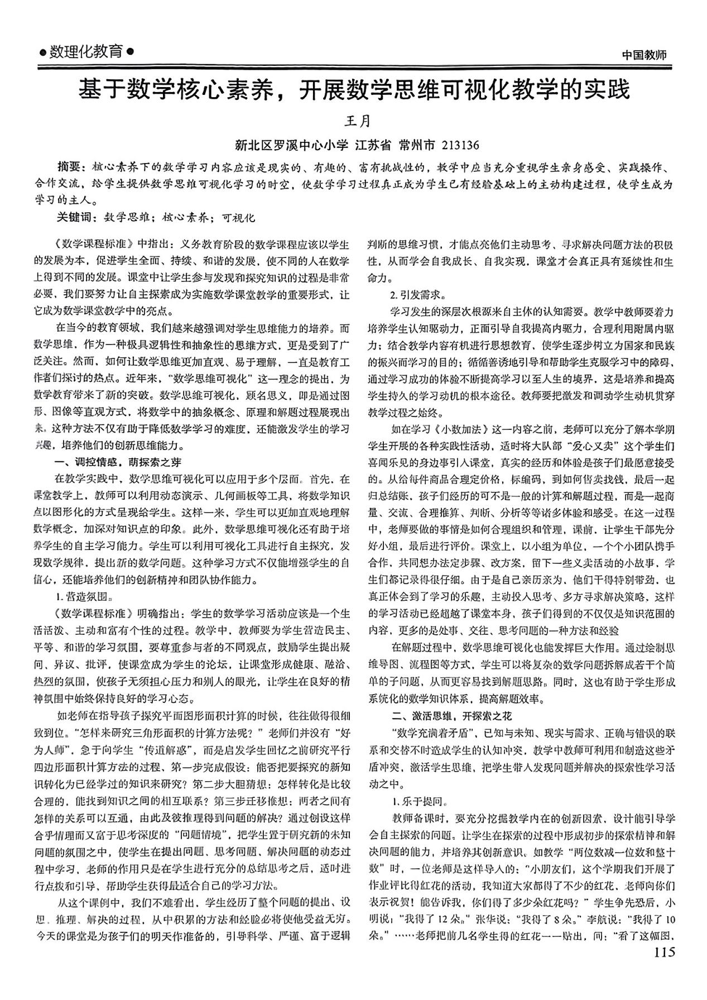 ●数理化教育●
中国教师
基于数学核心素养，开展数学思维可视化教学的实践
王月
新北区罗溪中心小学 江苏省 常州市 213136
摘要：核心素养下的数学学习内容应该是现实的、有趣的、富有挑战性的，教学中应当充分重视学生亲身感受、实践操作、
合作交流，给学生提供数学思维可视化学习的时空，使数学学习过程真正成为学生已有经验基础上的主动构建过程，使学生成为
学习的主人。
关键词：数学思维；核心素养；可视化
《数学课程标准》中指出：义务教育阶段的数学课程应该以学生
的发展为本，促进学生全面、持续、和谐的发展，使不同的人在数学
上得到不同的发展。课堂中让学生参与发现和探究知识的过程是非常
必要，我们要努力让自主探索成为实施数学课堂教学的重要形式，让
它成为数学课堂教学中的亮点。
在当今的教育领域，我们越来越强调对学生思维能力的培养。而
数学思维，作为一种极具逻辑性和抽象性的思维方式，更是受到了广
泛关注。然而，如何让数学思维更加直观、易于理解，一直是教育工
作者们探讨的热点。近年来，“数学思维可视化”这一理念的提出，为
数学教育带来了新的突破。数学思维可视化，顾名思义，即是通过图
形、图像等直观方式，将数学中的抽象概念、原理和解题过程展现出
来。这种方法不仅有助于降低数学学习的难度，还能激发学生的学习
兴趣，培养他们的创新思维能力。
一、调控情感，萌探索之芽
在教学实践中，数学思维可视化可以应用于多个层面。首先，在
课堂教学上，教师可以利用动态演示、几何画板等工具，将数学知识
点以图形化的方式呈现给学生。这样一来，学生可以更加直观地理解
数学概念，加深对知识点的印象。此外，数学思维可视化还有助于培
养学生的自主学习能力。学生可以利用可视化工具进行自主探究，发
现数学规律，提出新的数学问题。这种学习方式不仅能增强学生的自
信心，还能培养他们的创新精神和团队协作能力。
1. 营造氛围。
《数学课程标准》明确指出：学生的数学学习活动应该是一个生
活活泼、主动和富有个性的过程。教学中，教师要为学生营造民主、
平等、和谐的学习氛围，要尊重参与者的不同观点，鼓励学生提出疑
问、异议、批评，使课堂成为学生的论坛，让课堂形成健康、融洽、
热烈的氛围，使孩子无须担心压力和别人的眼光，让学生在良好的精
神氛围中始终保持良好的学习心态。
如老师在指导孩子探究平面图形面积计算的时候，往往做得很细
致到位。“怎样来研究三角形面积的计算方法呢？”老师们并没有“好
为人师”，急于向学生“传道解惑”，而是启发学生回忆之前研究平行
四边形面积计算方法的过程、第一步完成假设：能否把要探究的新知
识转化为已经学过的知识来研究？第二步大胆猜想：怎样转化是比较
合理的，能找到知识之间的相互联系？第三步迁移推想：两者之间有
怎样的关系可以互通，由此及彼推理得到问题的解决？通过创设这样
合乎情理而又富于思考深度的“问题情境”，把学生置于研究新的未知
问题的氛围之中，使学生在提出问题、思考问题、解决问题的动态过
程中学习，老师的作用只是在学生进行充分的总结思考之后，适时进
行点拨和引导，帮助学生获得最适合自己的学习方法。
从这个课例中，我们不难看出，学生经历了整个问题的提出、设
思、推理、解决的过程，从中积累的方法和经验必将使他受益无穷。
今天的课堂是为孩子们的明天作准备的，引导科学、严谨、富于逻辑
判断的思维习惯，才能点亮他们主动思考、寻求解决问题方法的积极
性，从而学会自我成长、自我实现，课堂才会真正具有延续性和生
命力。
2. 引发需求。
学习发生的深层次根源来自主体的认知需要。教学中教师要着力
培养学生认知驱动力，正面引导自我提高内驱力，合理利用附属内驱
力；结合教学内容有机进行思想教育，使学生逐步树立为国家和民族
的振兴而学习的目的；循循善诱地引导和帮助学生克服学习中的障碍，
通过学习成功的体验不断提高学习以至人生的境界，这是培养和提高
学生持久的学习动机的根本途径。教师要把激发和调动学生动机贯穿
教学过程之始终。
如在学习《小数加法》这一内容之前，老师可以充分了解本学期
学生开展的各种实践性活动，适时将大队部“爱心义卖”这个学生们
喜闻乐见的身边事引入课堂，真实的经历和体验是孩子们最愿意接受
的。从给每件商品合理定价格，标编码，到如何售卖找钱，最后一起
归总结账，孩子们经历的可不是一般的计算和解题过程，而是一起商
量、交流、合理推算、判断、分析等等诸多体验和感受。在这一过程
中，老师要做的事情是如何合理组织和管理，课前，让学生干部先分
好小组，最后进行评价。课堂上，以小组为单位，一个个小团队携手
合作，共同想办法定步骤、改方案，留下一些义卖活动的小故事，学
生们都记录得很仔细。由于是自己亲历亲为，他们干得特别带劲，也
真正体会到了学习的乐趣，主动投入思考、多方寻求解决策略，这样
的学习活动已经超越了课堂本身，孩子们得到的不仅仅是知识范围的
内容，更多的是处事、交往、思考问题的一种方法和经验
在解题过程中，数学思维可视化也能发挥巨大作用。通过绘制思
维导图、流程图等方式，学生可以将复杂的数学问题拆解成若干个简
单的子问题，从而更容易找到解题思路。同时，这也有助于学生形成
系统化的数学知识体系，提高解题效率。
二、激活思维，开探索之花
“数学充满着矛盾”，已知与未知、现实与需求、正确与错误的联
系和交替不时造成学生的认知冲突，教学中教师可利用和制造这些矛
盾冲突，激活学生思维，把学生带入发现问题并解决的探索性学习活
动之中。
1. 乐于提问。
教师备课时，要充分挖掘教学内在的创新因素，设计能引导学
会自主探索的问题。让学生在探索的过程中形成初步的探索精神和解
决问题的能力，并培养其创新意识。如教学“两位数减一位数和整十
数”时，一位老师是这样导入的：“小朋友们，这个学期我们开展了
作业评比得红花的活动，我知道大家都得了不少的红花，老师向你们
表示祝贺！能告诉我，你们得了多少朵红花吗？”学生争先恐后，小
明说：“我得了 12 朵。”张华说：“我得了 8 朵。”李航说：“我得了 10
朵。”……老师把前几名学生得的红花一一贴出，问：“看了这幅图，
115